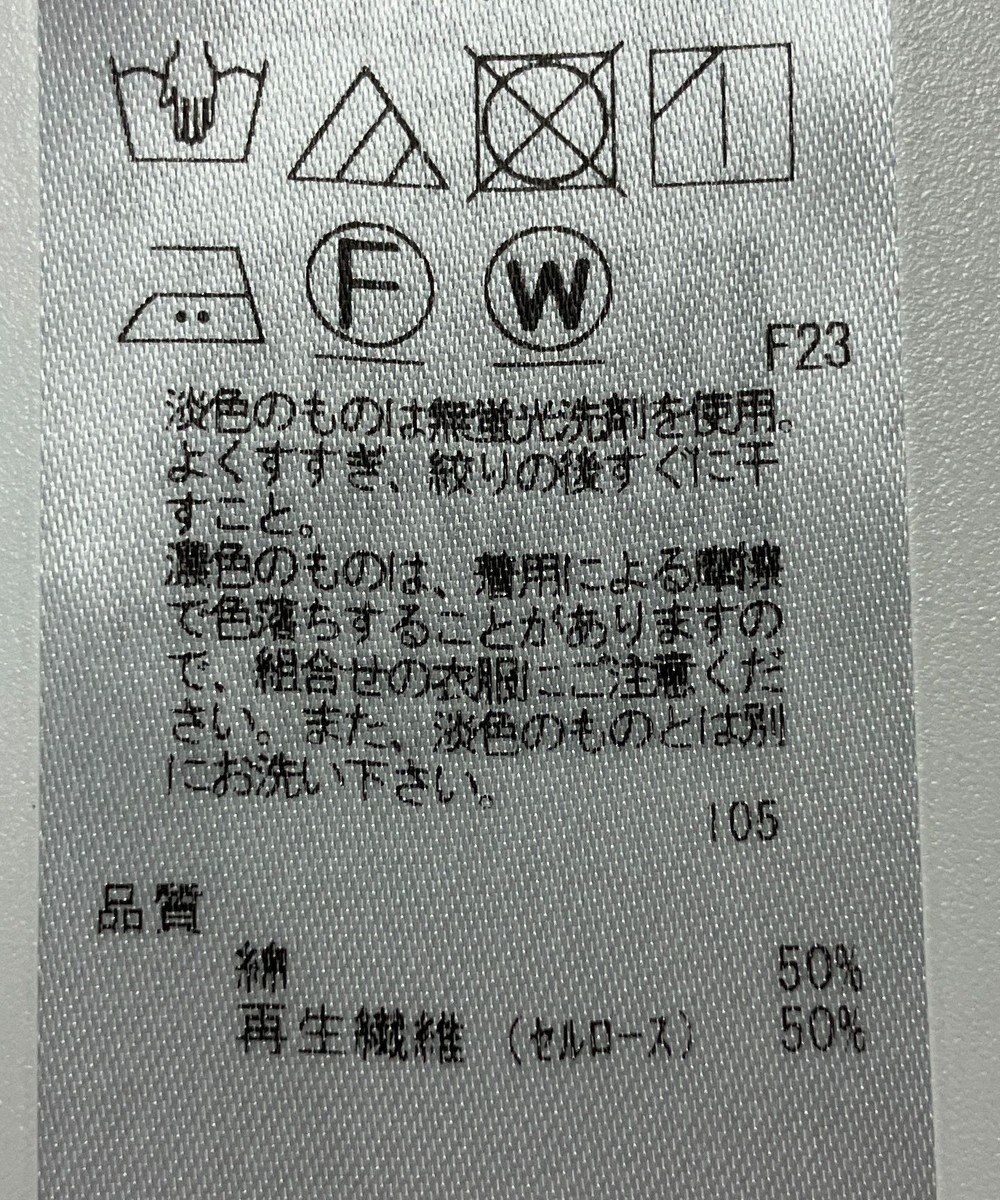 F
W
F23
淡色のものは無蛍光洗剤を使用。
よくすすぎ、絞りの後すぐに干
すこと。
濃色のものは、着用による摩擦
で色落ちすることがありますの
で、組合せの衣服にご注意くだ
さい。また、淡色のものとは別
にお洗い下さい。
105
品質
綿 50%
再生繊維（セルロース） 50%